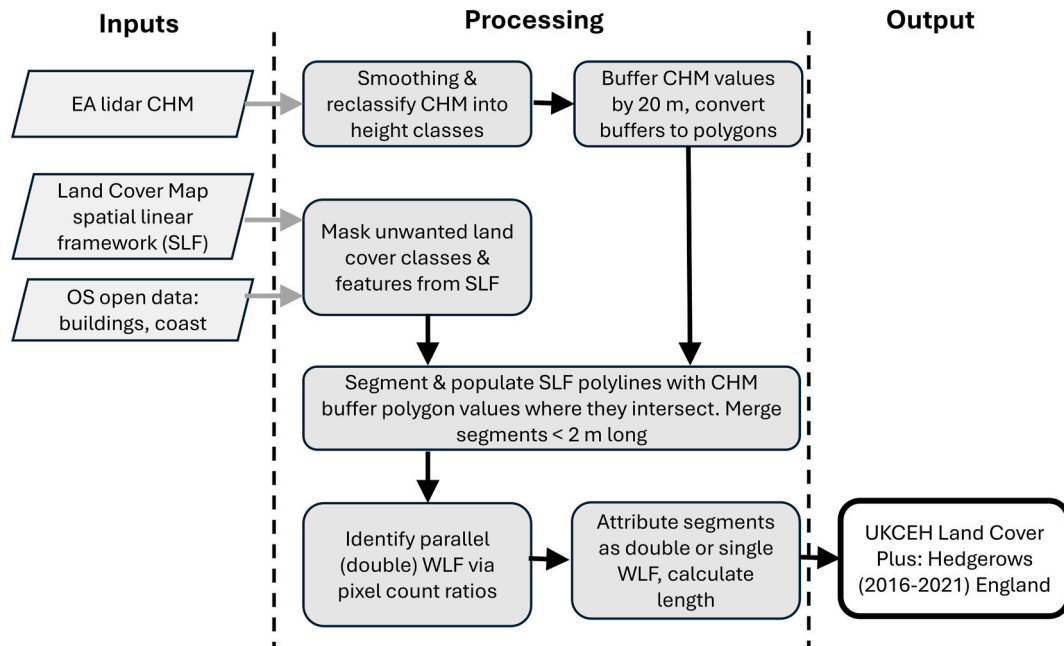 Inputs
Processing
Output
EA lidar CHM
Smoothing &
reclassify CHM into
height classes
Buffer CHM values
by 20 m, convert
buffers to polygons
Land Cover Map
spatial linear
framework (SLF)
Mask unwanted land
cover classes &
features from SLF
OS open data:
buildings, coast
Segment & populate SLF polylines with CHM
buffer polygon values where they intersect. Merge
segments < 2 m long
Identify parallel
(double) WLF via
pixel count ratios
Attribute segments
as double or single
WLF, calculate
length
UKCEH Land Cover
Plus: Hedgerows
(2016-2021) England